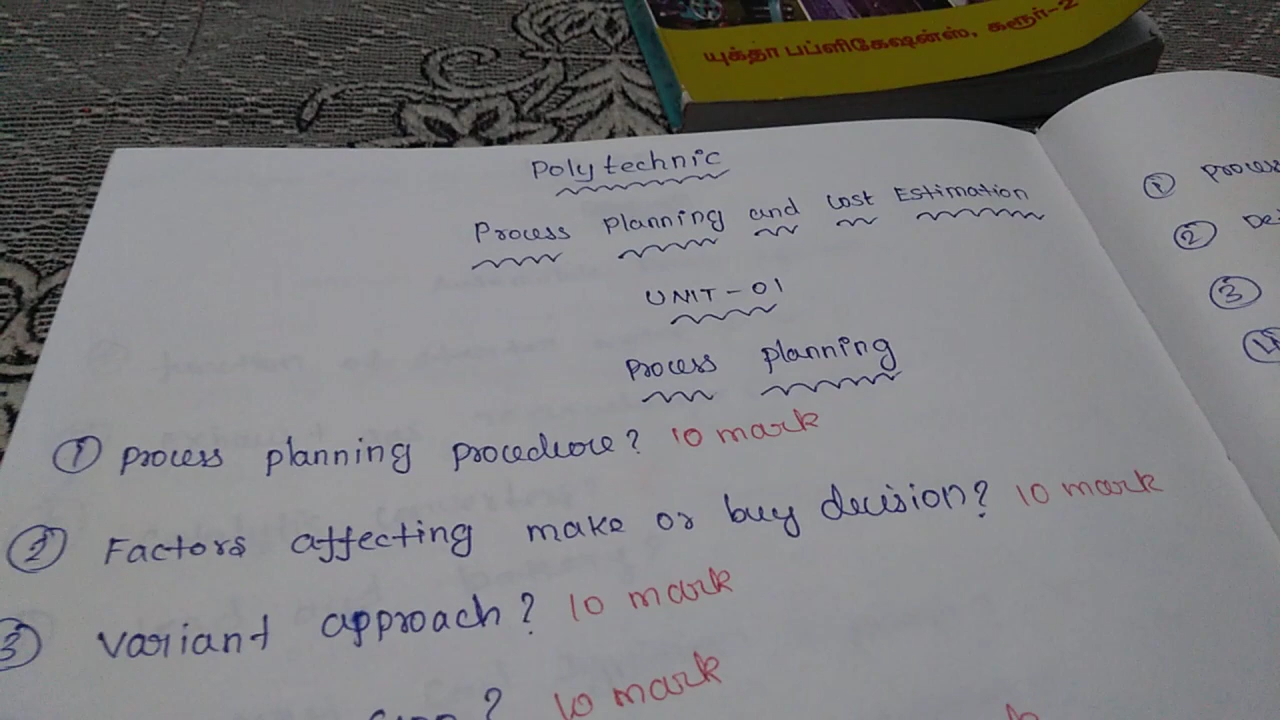 யுக்தா பப்ளிகேஷன்ஸ், கரூர்-2
Polytechnic
Process Planning and Cost Estimation
UNIT-01
Process planning
① Process planning procedure? 10 mark
② Factors affecting make or buy decision? 10 mark
③ Variant approach? 10 mark
? 10 mark
①
②
③